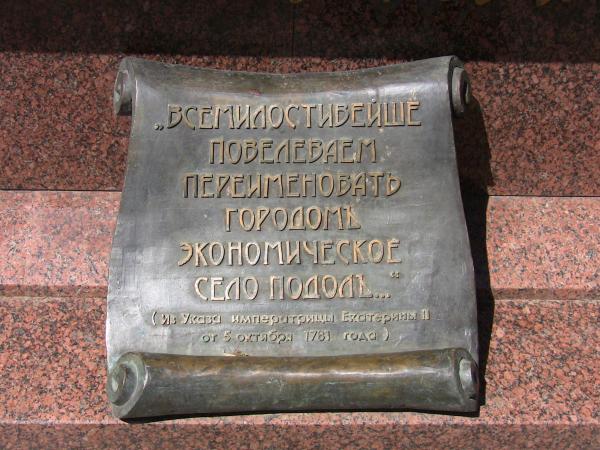 „ВСЕМИЛОСТИВЕЙШЕ
ПОВЕЛЕВАЕМ
ПЕРЕИМЕНОВАТЬ
ГОРОДОМЪ
ЭКОНОМИЧЕСКОЕ
СЕЛО ПОДОЛЪ..."
( Из Указа императрицы Екатерины II
от 5 октября 1781 года )